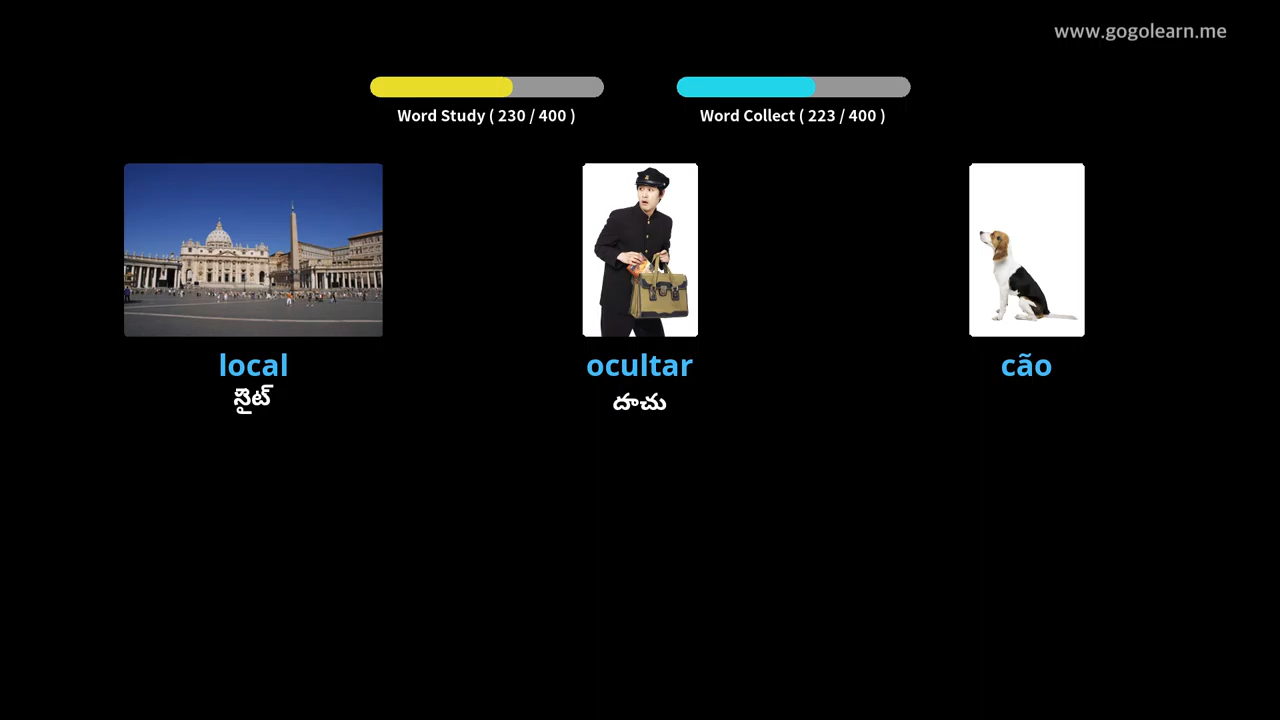 www.gogolearn.me
Word Study ( 230 / 400 )
Word Collect ( 223 / 400 )
local
ocultar
cão
సైట్
దాచు